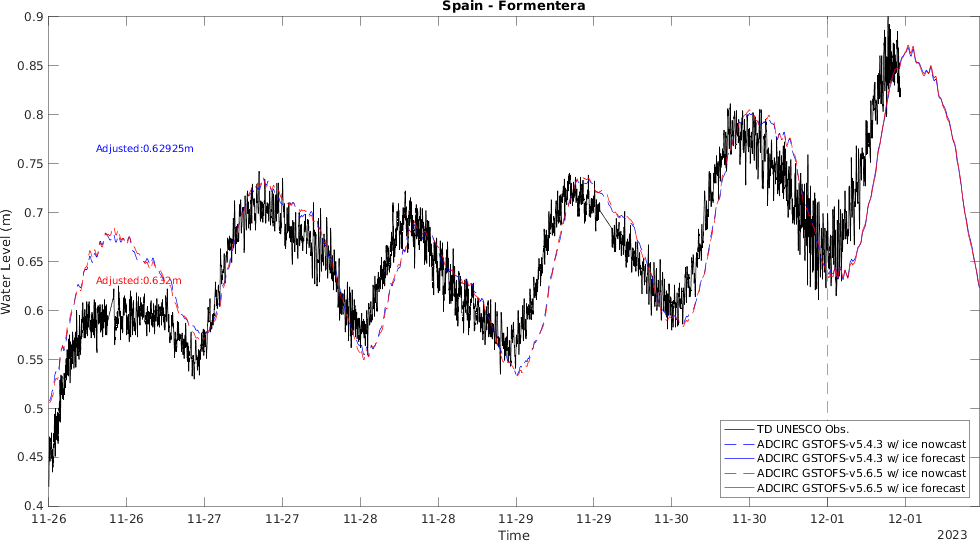 Spain - Formentera
0.9
0.85
0.8
0.75
0.7
0.65
0.6
0.55
0.5
0.45
0.4
Water Level (m)
Adjusted:0.62925m
Adjusted:0.632m
TD UNESCO Obs.
ADCIRC GSTOFS-v5.4.3 w/ ice nowcast
ADCIRC GSTOFS-v5.4.3 w/ ice forecast
ADCIRC GSTOFS-v5.6.5 w/ ice nowcast
ADCIRC GSTOFS-v5.6.5 w/ ice forecast
11-26 11-26 11-27 11-27 11-28 11-28 11-29 11-29 11-30 11-30 12-01 12-01
Time
2023